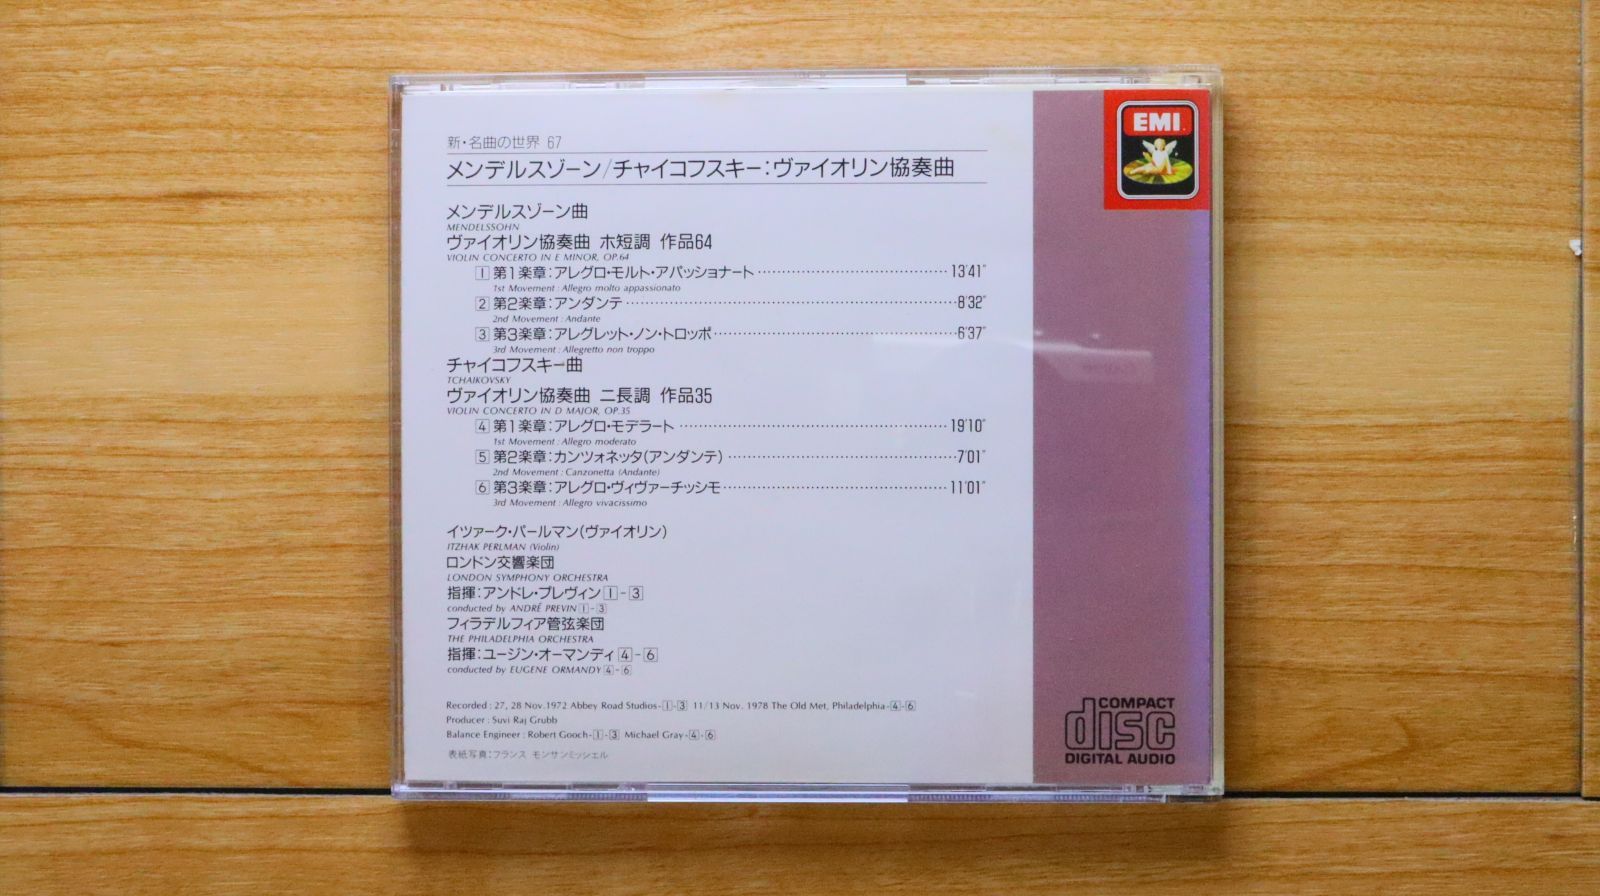 新・名曲の世界 67
メンデルスゾーン/チャイコフスキー:ヴァイオリン協奏曲
メンデルスゾーン曲
MENDELSSOHN
ヴァイオリン協奏曲 ホ短調 作品64
VIOLIN CONCERTO IN E MINOR, OP.64
1 第1楽章:アレグロ・モルト・アパッショナート 13'41"
1st Movement : Allegro molto appassionato
2 第2楽章:アンダンテ 8'32"
2nd Movement : Andante
3 第3楽章:アレグレット・ノン・トロッポ 6'37"
3rd Movement : Allegretto non troppo
チャイコフスキー曲
TCHAIKOVSKY
ヴァイオリン協奏曲 ニ長調 作品35
VIOLIN CONCERTO IN D MAJOR, OP.35
4 第1楽章:アレグロ・モデラート 19'10"
1st Movement : Allegro moderato
5 第2楽章:カンツォネッタ(アンダンテ) 7'01"
2nd Movement : Canzonetta (Andante)
6 第3楽章:アレグロ・ヴィヴァーチッシモ 11'01"
3rd Movement : Allegro vivacissimo
イツァーク・パールマン(ヴァイオリン)
ITZHAK PERLMAN (Violin)
ロンドン交響楽団
LONDON SYMPHONY ORCHESTRA
指揮:アンドレ・プレヴィン 1-3
conducted by ANDRÉ PREVIN 1-3
フィラデルフィア管弦楽団
THE PHILADELPHIA ORCHESTRA
指揮:ユージン・オーマンディ 4-6
conducted by EUGENE ORMANDY 4-6
Recorded : 27, 28 Nov.1972 Abbey Road Studios-1-3 11/13 Nov. 1978 The Old Met, Philadelphia-4-6
Producer : Suvi Raj Grubb
Balance Engineer : Robert Gooch-1-3 Michael Gray-4-6
表紙写真:フランス モンサンミッシェル
EMI
COMPACT
disc
DIGITAL AUDIO